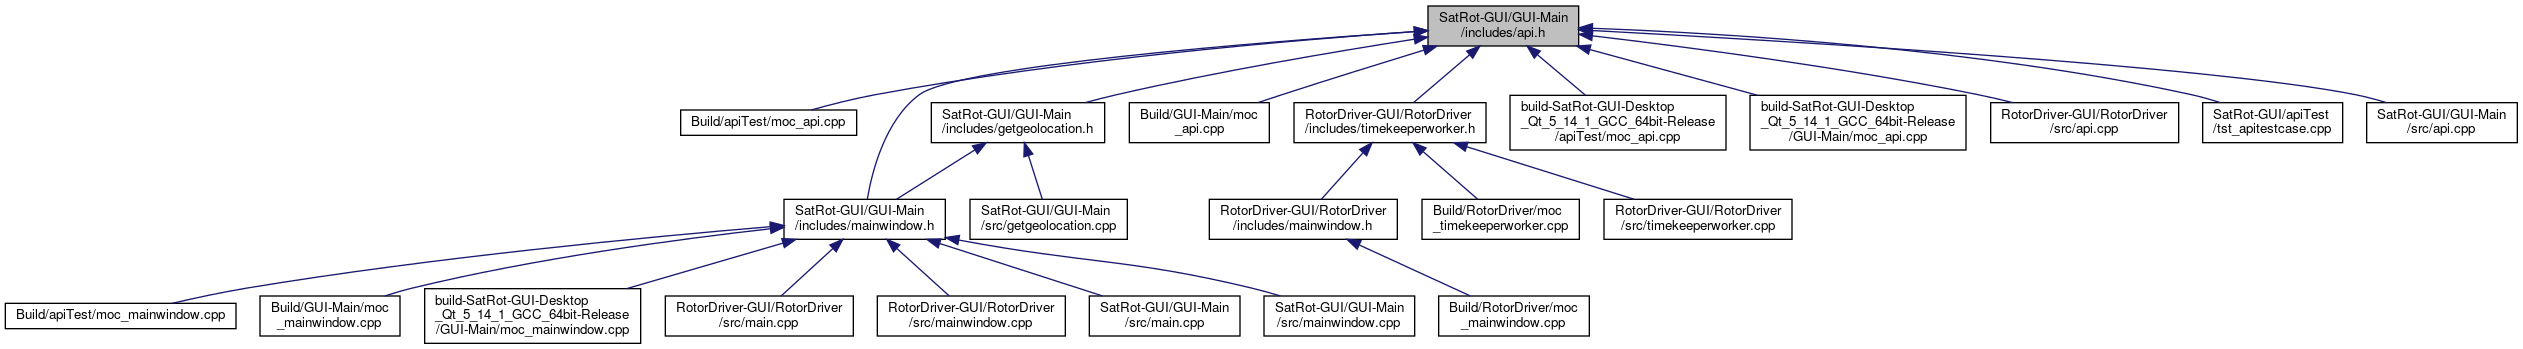 SatRot-GUI/GUI-Main
/includes/api.h
Build/apiTest/moc_api.cpp
SatRot-GUI/GUI-Main
/includes/getgeolocation.h
Build/GUI-Main/moc
_api.cpp
RotorDriver-GUI/RotorDriver
/includes/timekeeperworker.h
build-SatRot-GUI-Desktop
_Qt_5_14_1_GCC_64bit-Release
/apiTest/moc_api.cpp
build-SatRot-GUI-Desktop
_Qt_5_14_1_GCC_64bit-Release
/GUI-Main/moc_api.cpp
RotorDriver-GUI/RotorDriver
/src/api.cpp
SatRot-GUI/apiTest
/tst_apitestcase.cpp
SatRot-GUI/GUI-Main
/src/api.cpp
SatRot-GUI/GUI-Main
/includes/mainwindow.h
SatRot-GUI/GUI-Main
/src/getgeolocation.cpp
RotorDriver-GUI/RotorDriver
/includes/mainwindow.h
Build/RotorDriver/moc
_timekeeperworker.cpp
RotorDriver-GUI/RotorDriver
/src/timekeeperworker.cpp
Build/apiTest/moc_mainwindow.cpp
Build/GUI-Main/moc
_mainwindow.cpp
build-SatRot-GUI-Desktop
_Qt_5_14_1_GCC_64bit-Release
/GUI-Main/moc_mainwindow.cpp
RotorDriver-GUI/RotorDriver
/src/main.cpp
RotorDriver-GUI/RotorDriver
/src/mainwindow.cpp
SatRot-GUI/GUI-Main
/src/main.cpp
SatRot-GUI/GUI-Main
/src/mainwindow.cpp
Build/RotorDriver/moc
_mainwindow.cpp